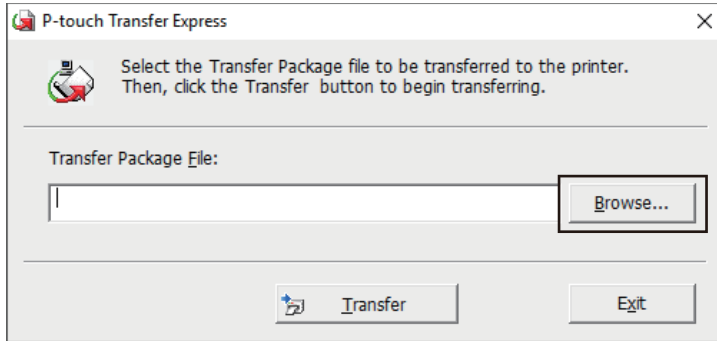 P-touch Transfer Express
Select the Transfer Package file to be transferred to the printer.
Then, click the Transfer button to begin transferring.
Transfer Package File:
Browse...
Transfer
Exit